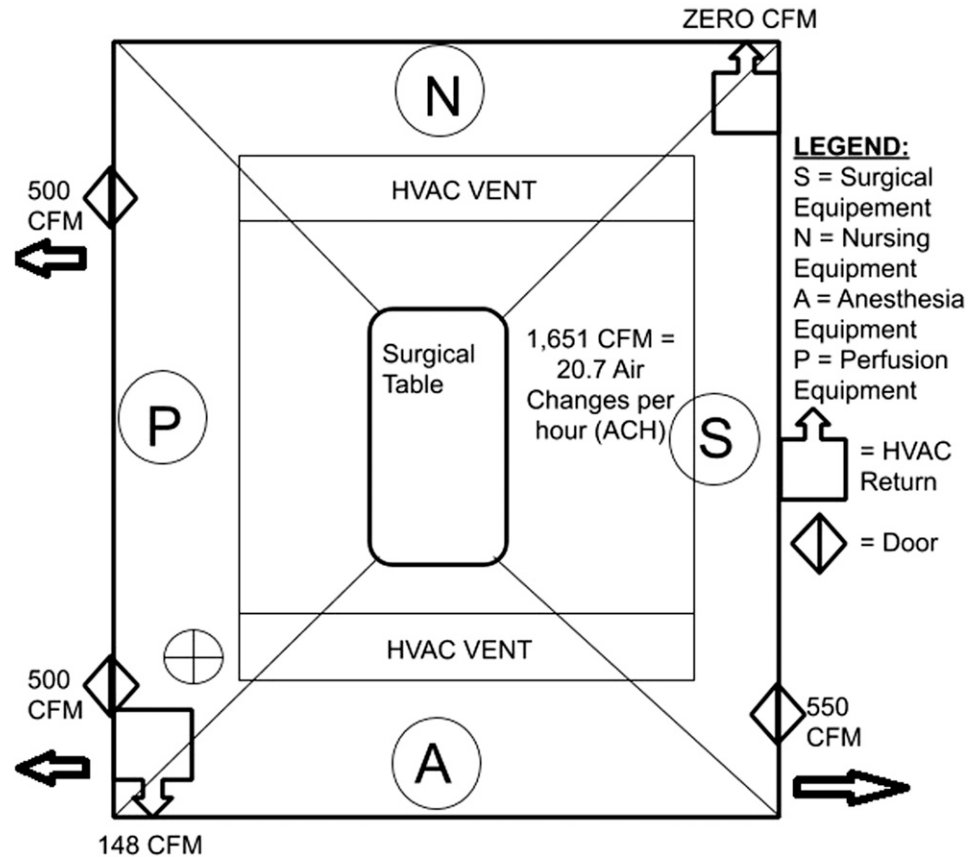 ZERO CFM
N
LEGEND:
S = Surgical
Equipement
N = Nursing
Equipment
A = Anesthesia
Equipment
P = Perfusion
Equipment
= HVAC
Return
= Door
500
CFM
HVAC VENT
Surgical
Table
1,651 CFM =
20.7 Air
Changes per
hour (ACH)
P
S
HVAC VENT
500
CFM
550
CFM
A
148 CFM